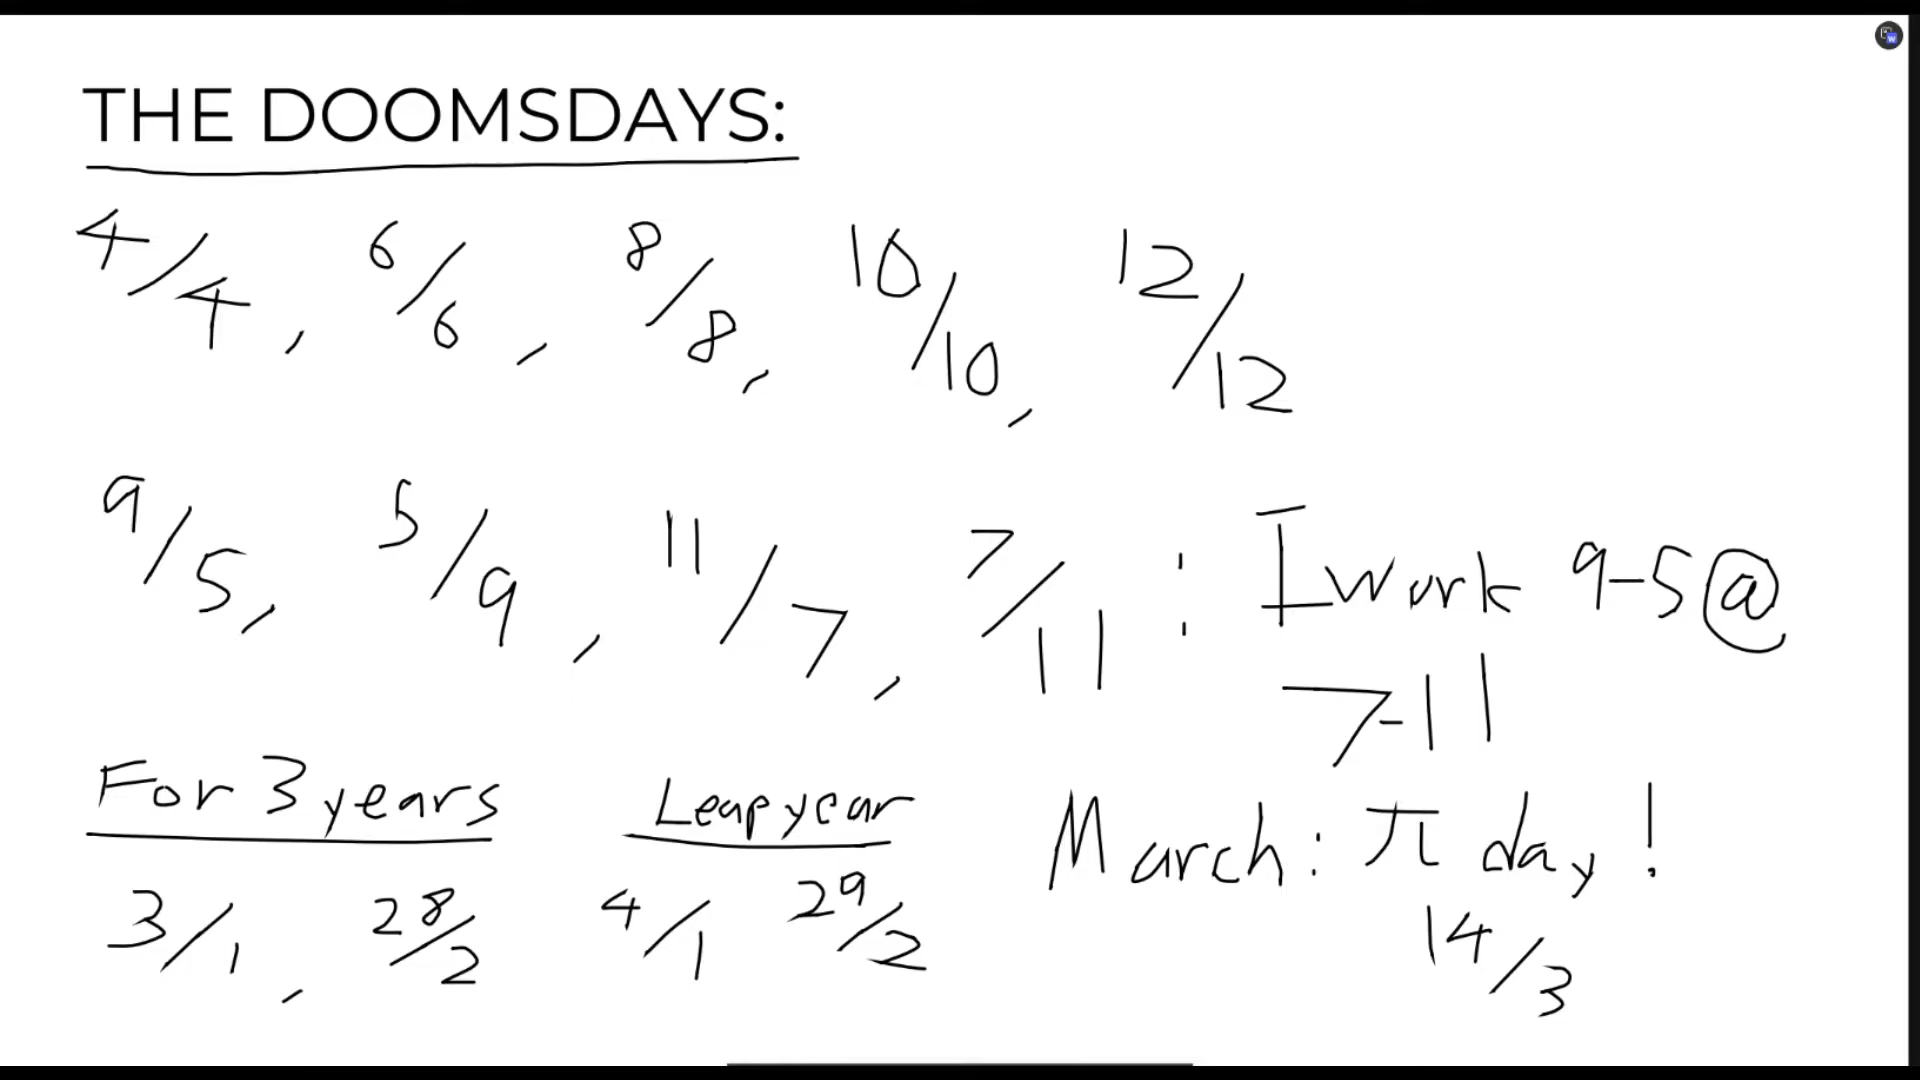 THE DOOMSDAYS:
4/4, 6/6, 8/8, 10/10, 12/12
9/5, 5/9, 11/7, 7/11 : I work 9-5 @
7-11
For 3 years
3/1, 28/2
Leap year
4/1 29/2
March: π day!
14/3